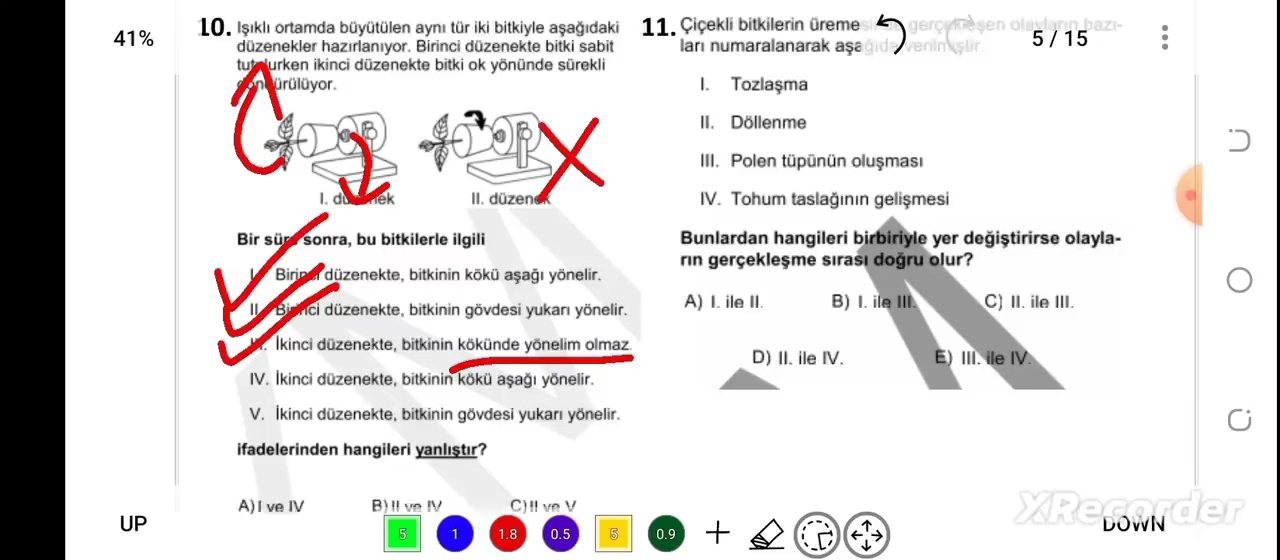 41%
10. Işıklı ortamda büyütülen aynı tür iki bitkiyle aşağıdaki
düzenekler hazırlanıyor. Birinci düzenekte bitki sabit
tutulurken ikinci düzenekte bitki ok yönünde sürekli
döndürülüyor.
I. düzenek
II. düzenek
Bir süre sonra, bu bitkilerle ilgili
I. Birinci düzenekte, bitkinin kökü aşağı yönelir.
II. Birinci düzenekte, bitkinin gövdesi yukarı yönelir.
III. İkinci düzenekte, bitkinin kökünde yönelim olmaz.
IV. İkinci düzenekte, bitkinin kökü aşağı yönelir.
V. İkinci düzenekte, bitkinin gövdesi yukarı yönelir.
ifadelerinden hangileri yanlıştır?
A) I ve IV B) II ve IV C) II ve V
11. Çiçekli bitkilerin üremesinde gerçekleşen olayların bazı-
ları numaralanarak aşağıda verilmiştir.
5 / 15
I. Tozlaşma
II. Döllenme
III. Polen tüpünün oluşması
IV. Tohum taslağının gelişmesi
Bunlardan hangileri birbiriyle yer değiştirirse olayla-
rın gerçekleşme sırası doğru olur?
A) I. ile II. B) I. ile III. C) II. ile III.
D) II. ile IV. E) III. ile IV.
UP
5 1 1.8 0.5 5 0.9
DOWN
XRecorder